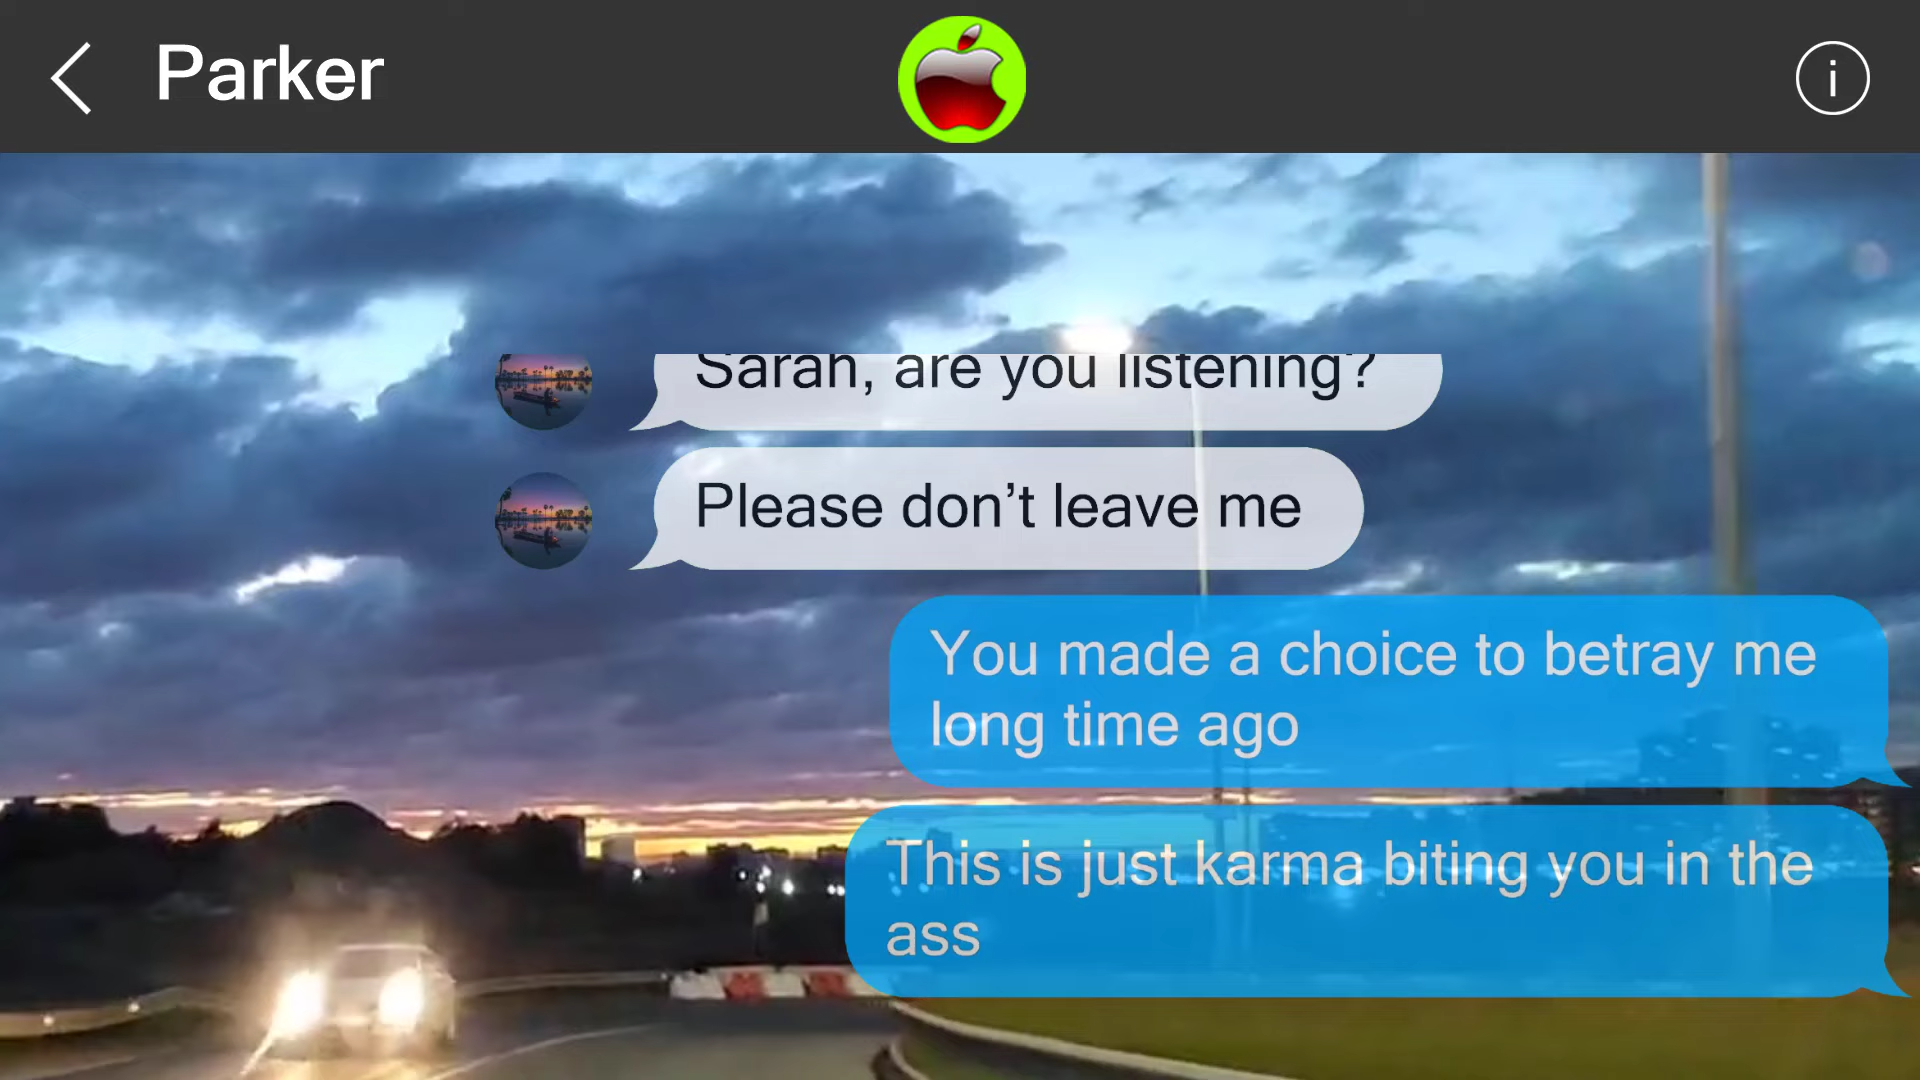 Parker
i
Sarah, are you listening?
Please don’t leave me
You made a choice to betray me
long time ago
This is just karma biting you in the
ass